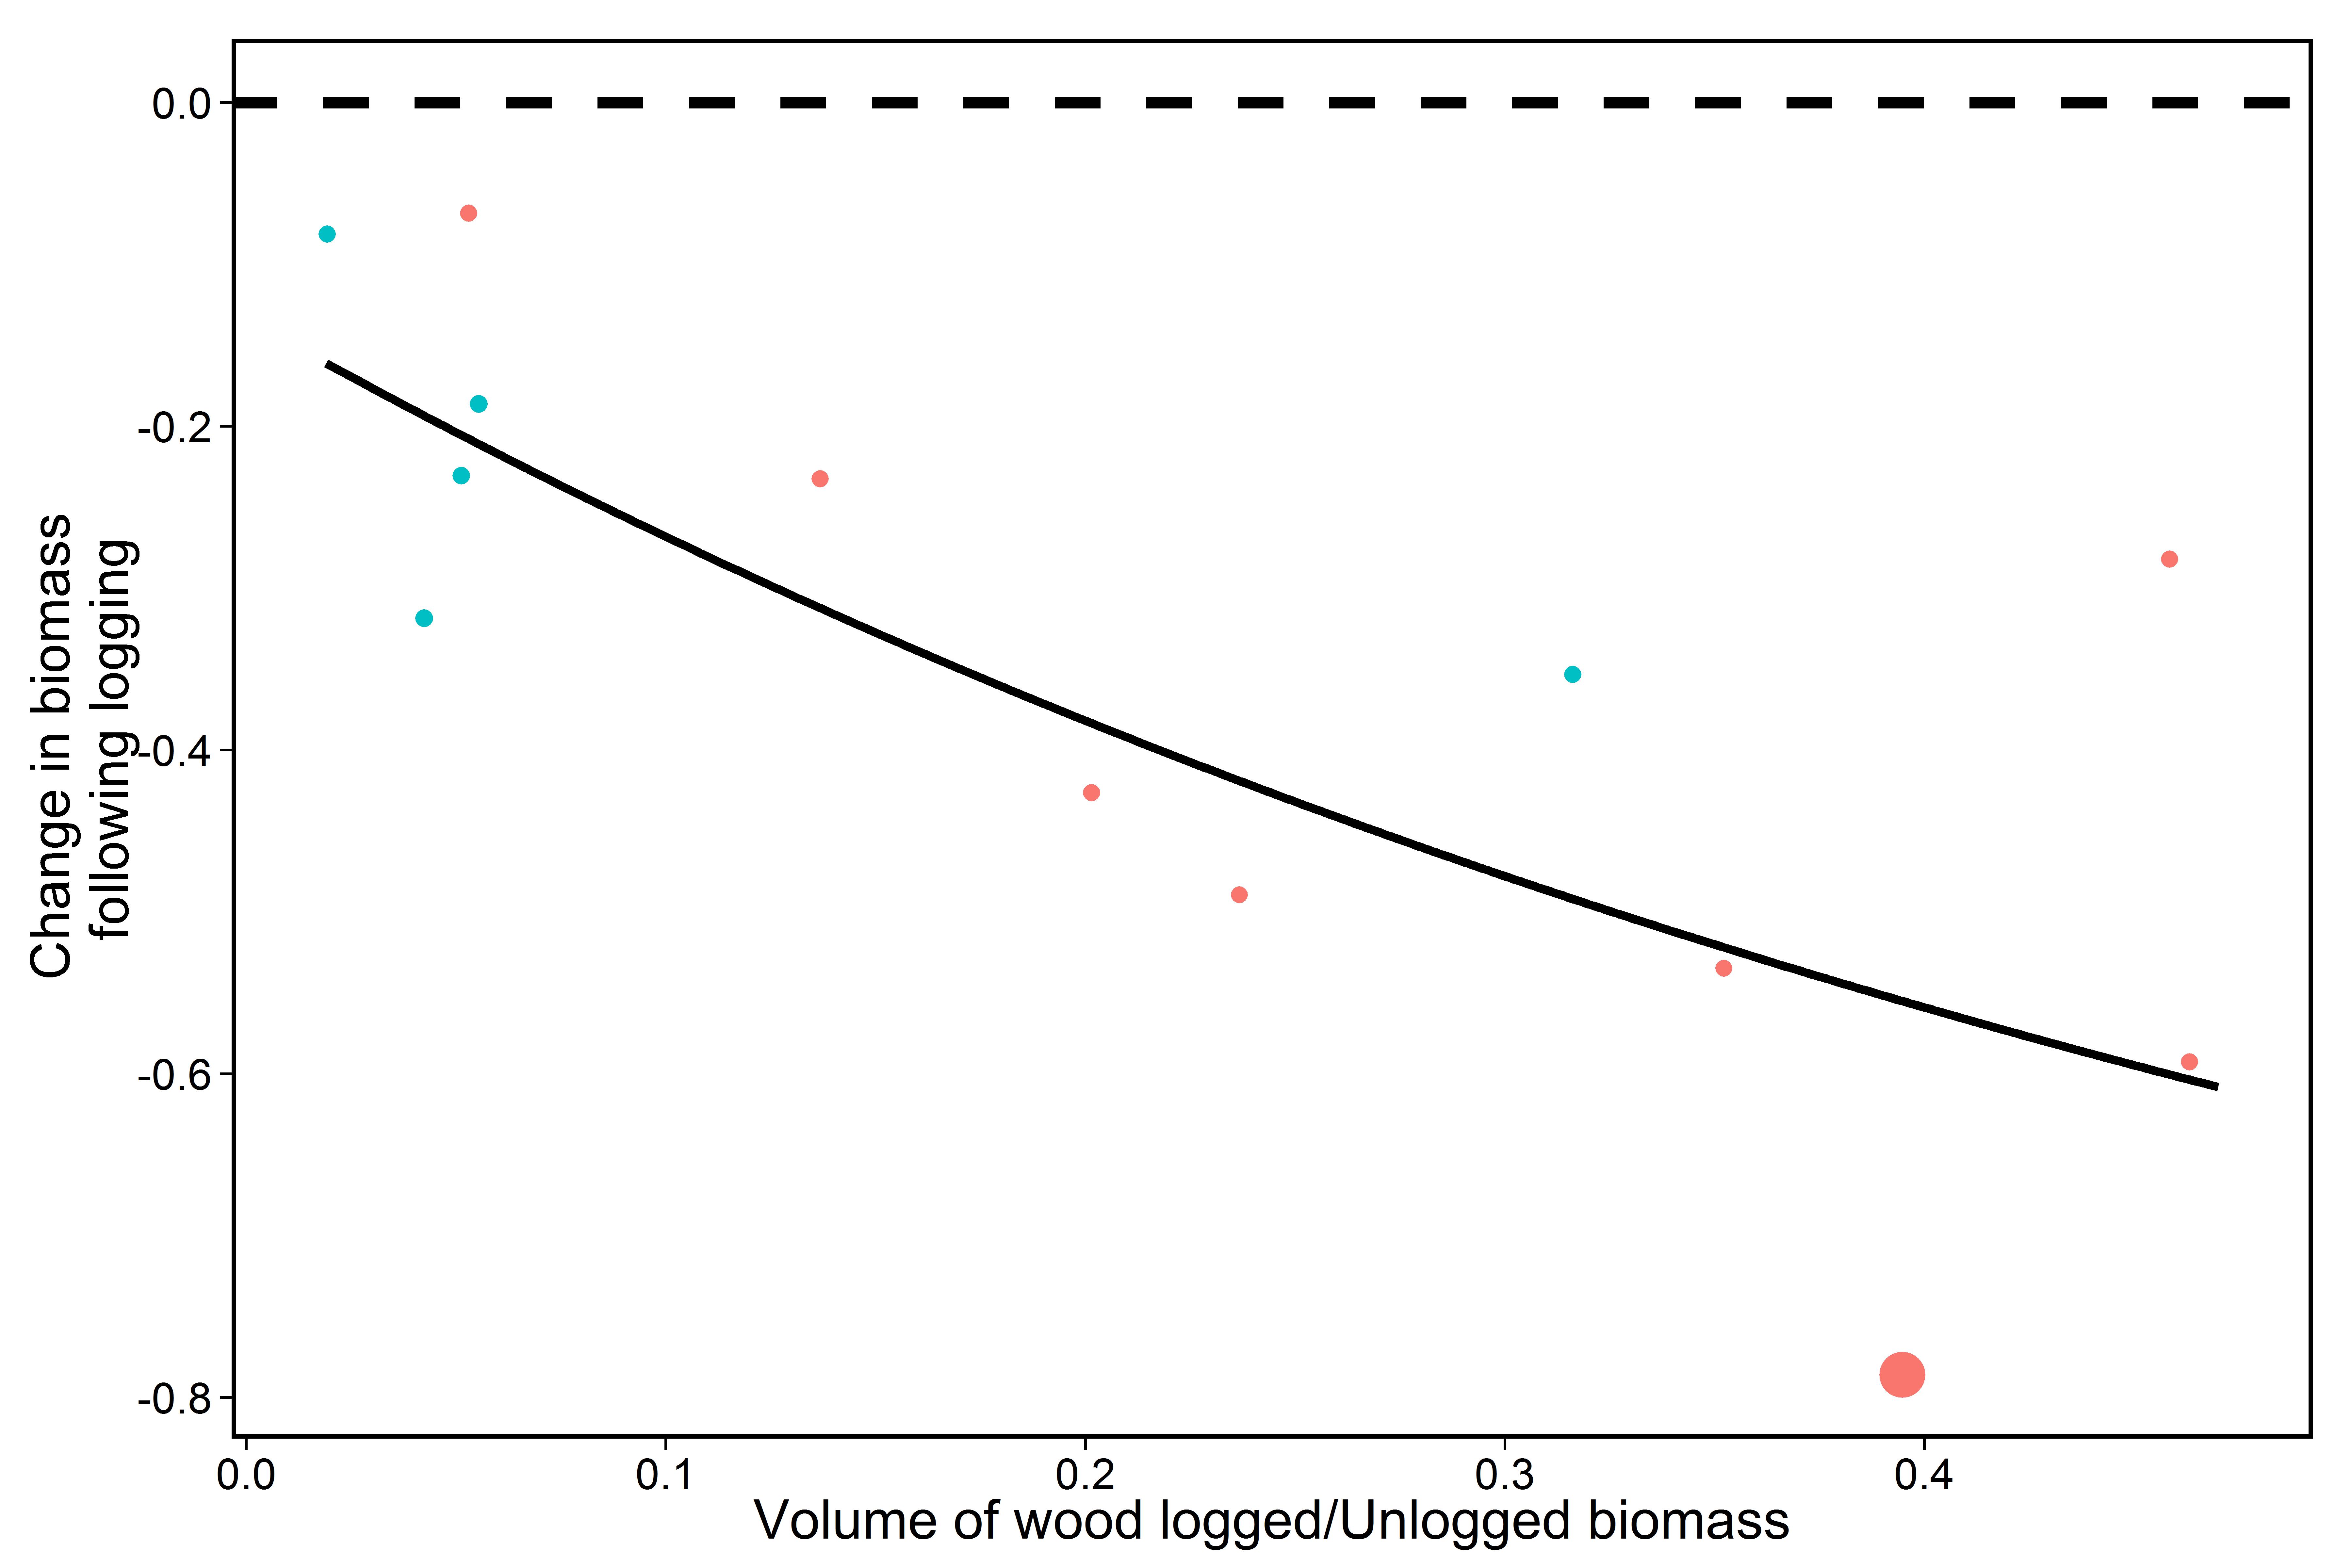 0.0
-0.2
-0.4
-0.6
-0.8
Change in biomass
following logging
0.0 0.1 0.2 0.3 0.4
Volume of wood logged/Unlogged biomass